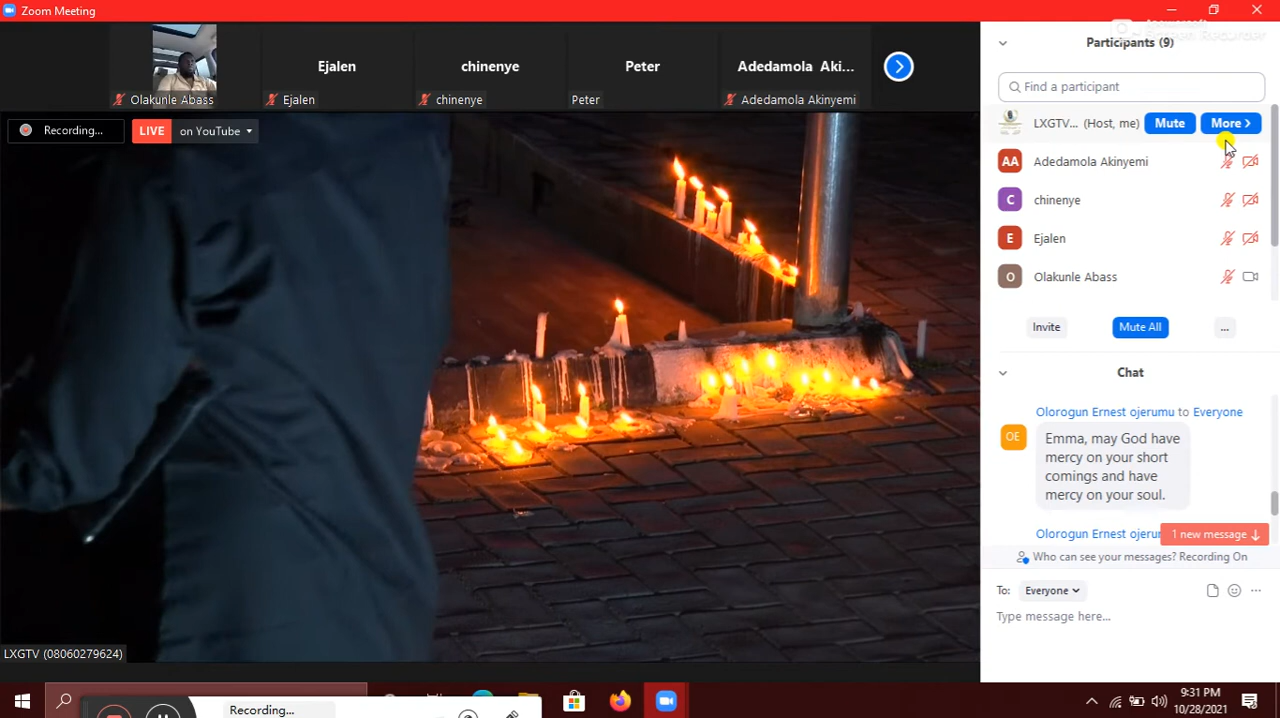 Zoom Meeting
Ejalen
chinenye
Peter
Adedamola Aki...
Olakunle Abass
Ejalen
chinenye
Peter
Adedamola Akinyemi
Recording...
LIVE on YouTube
Participants (9)
Find a participant
LXGTV... (Host, me) Mute More
Adedamola Akinyemi
chinenye
Ejalen
Olakunle Abass
Invite Mute All ...
Chat
Olorogun Ernest ojerumu to Everyone
OE
Emma, may God have
mercy on your short
comings and have
mercy on your soul.
Olorogun Ernest ojerum
1 new message
Who can see your messages? Recording On
To: Everyone
Type message here...
LXGTV (08060279624)
AA
C
E
O
Recording...
9:31 PM
10/28/2021